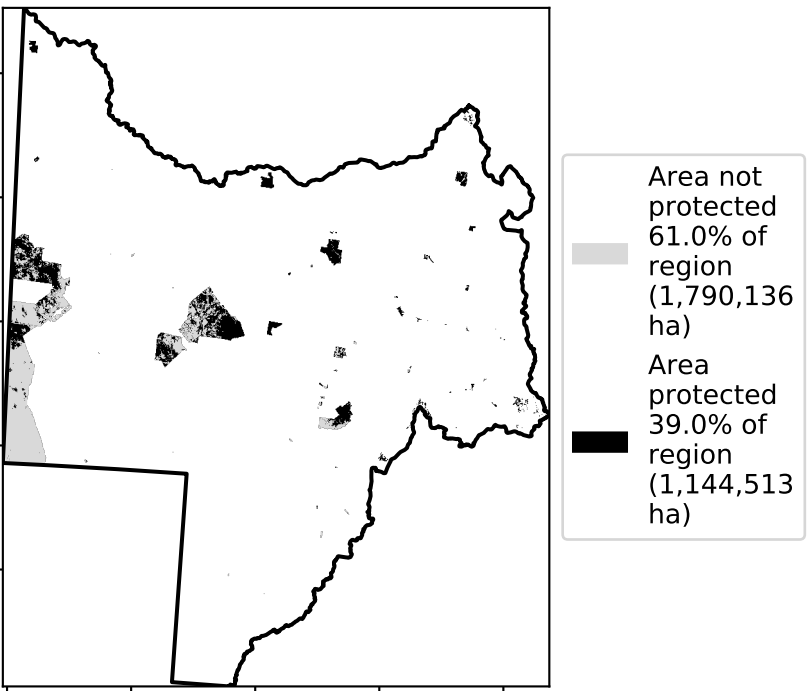 Area not
protected
61.0% of
region
(1,790,136
ha)
Area
protected
39.0% of
region
(1,144,513
ha)